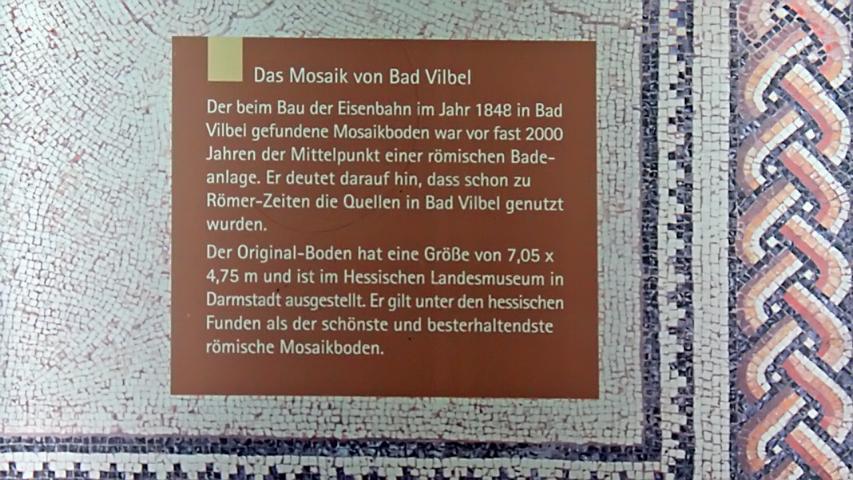 Das Mosaik von Bad Vilbel
Der beim Bau der Eisenbahn im Jahr 1848 in Bad
Vilbel gefundene Mosaikboden war vor fast 2000
Jahren der Mittelpunkt einer römischen Bade-
anlage. Er deutet darauf hin, dass schon zu
Römer-Zeiten die Quellen in Bad Vilbel genutzt
wurden.
Der Original-Boden hat eine Größe von 7,05 x
4,75 m und ist im Hessischen Landesmuseum in
Darmstadt ausgestellt. Er gilt unter den hessischen
Funden als der schönste und besterhaltendste
römische Mosaikboden.